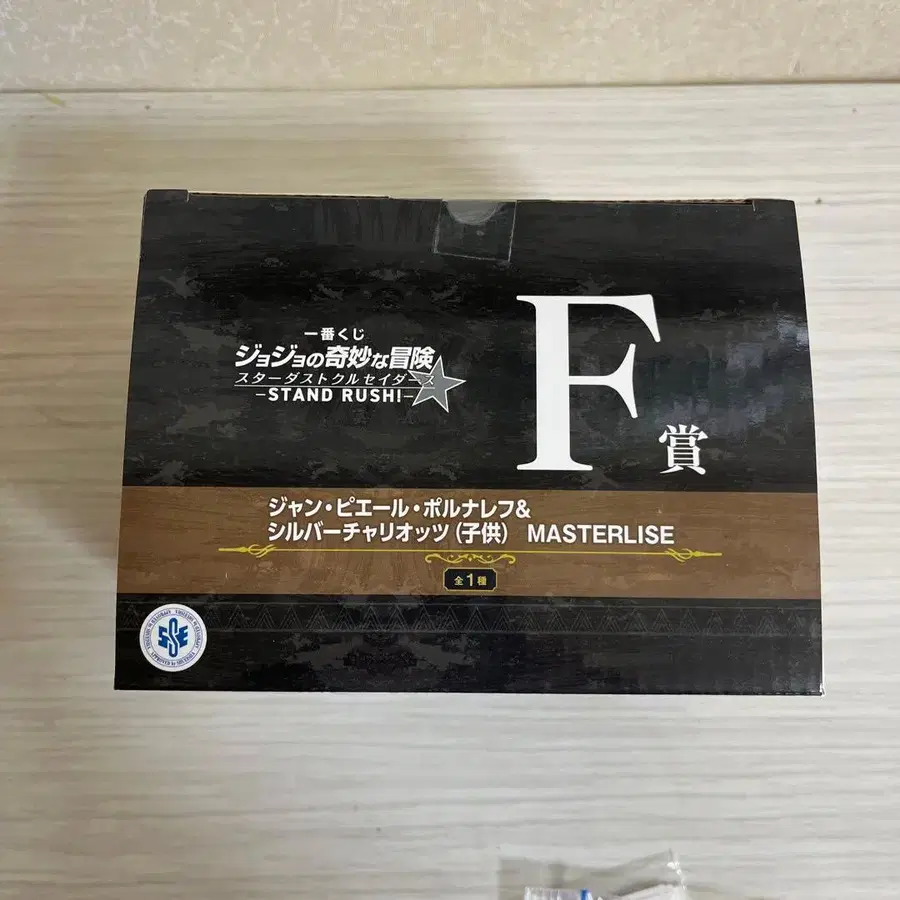 一番くじ
ジョジョの奇妙な冒険
スターダストクルセイダース
-STAND RUSH!-
F賞
ジャン・ピエール・ポルナレフ&
シルバーチャリオッツ（子供） MASTERLISE
全1種